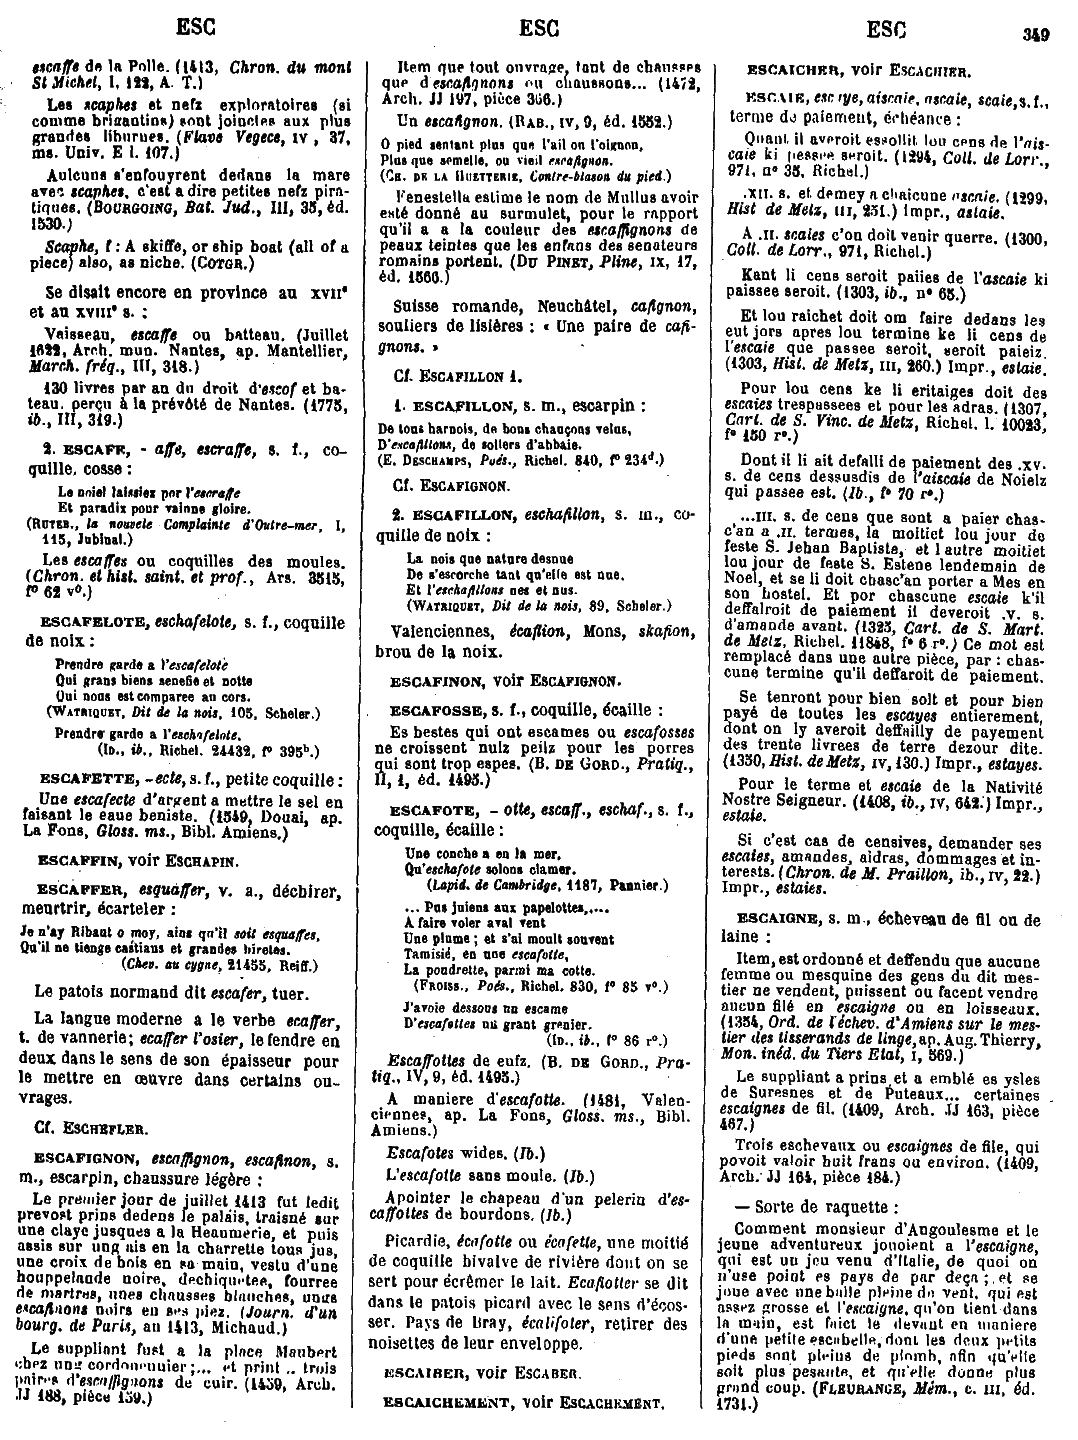 ESC
ESC
ESC
349
escaffe de la Polle. (1413, Chron. du mont
St Michel, I, 122, A. T.)
Les scaphes et nefz exploratoires (si
comme brigantins) sont joincles aux plus
grandes liburues. (Flave Vegece, IV, 37,
ms. Univ. E l. 107.)
Aulcuns s'enfouyrent dedans la mare
avec scaphes, c'est a dire petites nefz pira-
tiques. (BOURGOING, Bat. Jud., III, 35, éd.
1530.)
Scaphe, f : A skiffe, or ship boat (all of a
piece) also, as niche. (COTGR.)
Se disait encore en province au XVIIe
et au XVIIIe s. :
Vaisseau, escaffe ou batteau. (Juillet
1622, Arch. mun. Nantes, ap. Mantellier,
March. fréq., III, 318.)
130 livres par an du droit d'escof et ba-
teau, perçu à la prévôté de Nantes. (1775,
ib., III, 319.)
2. ESCAFE, - affe, escraffe, s. f., co-
quille, cosse :
Le noiel laissiez por l'escraffe
Et paradix pour vainne gloire.
(RUTEB., la nouvele Complainte d'Outre-mer, I,
115, Jubinal.)
Les escaffes ou coquilles des moules.
(Chron. et hist. saint. et prof., Ars. 3515,
f° 62 v°.)
ESCAFELOTE, eschafelote, s. f., coquille
de noix :
Prendre garde a l'escafelote
Qui grans biens senefie et notte
Qui nous est comparee au cors.
(WATRIQUET, Dit de la nois, 105, Scheler.)
Prendre garde a l'eschafelote.
(ID., ib., Richel. 24432, f° 395b.)
ESCAFETTE, -ecte, s. f., petite coquille :
Une escafecte d'argent a mettre le sel en
faisant le eaue beniste. (1549, Douai, ap.
La Fons, Gloss. ms., Bibl. Amiens.)
ESCAFFIN, voir ESCHAPIN.
ESCAFFER, esquaffer, v. a., déchirer,
meurtrir, écarteler :
Je n'ay Ribaut o moy, ains qu'il soit esquaffes,
Qu'il ne tienge castians et grandes hiretes.
(Chev. au cygne, 21455, Reiff.)
Le patois normand dit escafer, tuer.
La langue moderne a le verbe ecaffer,
t. de vannerie; ecaffer l'osier, le fendre en
deux dans le sens de son épaisseur pour
le mettre en œuvre dans certains ou-
vrages.
Cf. ESCHEFLER.
ESCAFIGNON, escaffignon, escafinon, s.
m., escarpin, chaussure légère :
Le premier jour de juillet 1413 fut ledit
prevost prins dedens le palais, traisné sur
une claye jusques a la Heaumerie, et puis
assis sur ung ais en la charrette tous jus,
une croix de bois en sa main, vestu d'une
houppelande noire, dechiquetee, fourree
de martres, unes chausses blanches, unes
escafinons noirs en ses piez. (Journ. d'un
bourg. de Paris, an 1413, Michaud.)
Le suppliant fust a la place Maubert
chez ung cordonnouier;... et print .. trois
paires d'escaffignons de cuir. (1459, Arch.
JJ 188, pièce 159.)
Item que tout ouvrage, tant de chausses
que d escafignons ou chaussons... (1472,
Arch. JJ 197, pièce 366.)
Un escafignon. (RAB., IV, 9, éd. 1552.)
O pied sentant plus que l'ail on l'oignon,
Plus que semelle, ou vieil escafignon.
(CH. DE LA HUETTERIE, Contre-blason du pied.)
Fenestella estime le nom de Mullus avoir
esté donné au surmulet, pour le rapport
qu'il a a la couleur des escaffignons de
peaux teintes que les enfans des senateurs
romains portent. (DU PINET, Pline, IX, 17,
éd. 1560.)
Suisse romande, Neuchâtel, cafignon,
souliers de lisières : « Une paire de cafi-
gnons. »
Cf. ESCAFILLON 1.
1. ESCAFILLON, s. m., escarpin :
De tous harnois, de bons chauçons velus,
D'escafillons, de sollers d'abbaie.
(E. DESCHAMPS, Poés., Richel. 840, f° 234d.)
Cf. ESCAFIGNON.
2. ESCAFILLON, eschafillon, s. m., co-
quille de noix :
La nois que nature desnue
De s'escorche tant qu'elle est nue.
Et l'eschafillons nes et nus.
(WATRIQUET, Dit de la nois, 89, Scheler.)
Valenciennes, écaflion, Mons, skafion,
brou de la noix.
ESCAFINON, voir ESCAFIGNON.
ESCAFOSSE, s. f., coquille, écaille :
Es bestes qui ont escames ou escafosses
ne croissent nulz peilz pour les porres
qui sont trop espes. (B. DE GORD., Pratiq.,
II, 1, éd. 1495.)
ESCAFOTE, - otte, escaff., eschaf., s. f.,
coquille, écaille :
Une conche a en la mer,
Qu'eschafote solons clamer.
(Lapid. de Cambridge, 1187, Pannier.)
... Pus juiens aux papelottes,....
A faire voler aval vent
Une plume ; et s'ai moult souvent
Tamisié, en une escafotte,
La poudrette, parmi ma cotte.
(FROISS., Poés., Richel. 830, f° 85 v°.)
J'avoie dessous un escame
D'escafottes nu grant grenier.
(ID., ib., f° 86 r°.)
Escaffottes de eufz. (B. DE GORD., Pra-
tiq., IV, 9, éd. 1495.)
A maniere d'escafotte. (1481, Valen-
ciennes, ap. La Fons, Gloss. ms., Bibl.
Amiens.)
Escafotes wides. (Ib.)
L'escafotte sans moule. (Ib.)
Apointer le chapeau d'un pelerin d'es-
caffottes de bourdons. (Ib.)
Picardie, écafotte ou écafette, une moitié
de coquille bivalve de rivière dont on se
sert pour écrêmer le lait. Ecafiotter se dit
dans le patois picard avec le sens d'écos-
ser. Pays de Bray, écalifoter, retirer des
noisettes de leur enveloppe.
ESCAIBER, voir ESCABER.
ESCAICHEMENT, voir ESCACHEMENT.
ESCAICHER, voir ESCACHIER.
ESCAIE, escaye, aiscaie, ascaie, scaie, s. f.,
terme de paiement, échéance :
Quant il averoit essollit lou cens de l'ais-
caie ki passee seroit. (1294, Coll. de Lorr.,
971, n° 35, Richel.)
.XII. s. et demey a chaicune ascaie. (1299,
Hist de Metz, III, 231.) Impr., astaie.
A .II. scaies c'on doit venir querre. (1300,
Coll. de Lorr., 971, Richel.)
Kant li cens seroit paiies de l'ascaie ki
paissee seroit. (1303, ib., n° 65.)
Et lou raichet doit om faire dedans les
eut jors apres lou termine ke li cens de
l'escaie que passee seroit, seroit paieiz.
(1303, Hist. de Metz, III, 260.) Impr., estaie.
Pour lou cens ke li eritaiges doit des
escaies trespassees et pour les adras. (1307,
Cart. de S. Vinc. de Metz, Richel. l. 10023,
f° 150 r°.)
Dont il li ait defalli de paiement des .xv.
s. de cens dessusdis de l'aiscaie de Noielz
qui passee est. (Ib., f° 70 r°.)
...III. s. de cens que sont a paier chas-
c'an a .II. termes, la moitiet lou jour de
feste S. Jehan Baptiste, et l autre moitiet
lou jour de feste S. Estene lendemain de
Noel, et se li doit chasc'an porter a Mes en
son hostel. Et por chascune escaie k'il
deffalroit de paiement il deveroit .v. s.
d'amande avant. (1325, Cart. de S. Mart.
de Metz, Richel. 11848, f° 6 r°.) Ce mot est
remplacé dans une autre pièce, par : chas-
cune termine qu'il deffaroit de paiement.
Se tenront pour bien solt et pour bien
payé de toutes les escayes entierement,
dont on ly averoit deffailly de payement
des trente livrees de terre dezour dite.
(1330, Hist. de Metz, IV, 130.) Impr., estayes.
Pour le terme et escaie de la Nativité
Nostre Seigneur. (1408, ib., IV, 642.) Impr.,
estaie.
Si c'est cas de censives, demander ses
escaies, amandes, aidras, dommages et in-
terests. (Chron. de M. Praillon, ib., IV, 22.)
Impr., estaies.
ESCAIGNE, s. m., écheveau de fil ou de
laine :
Item, est ordonné et deffendu que aucune
femme ou mesquine des gens du dit mes-
tier ne vendent, puissent ou facent vendre
aucun filé en escaigne ou en loisseaux.
(1354, Ord. de l'échev. d'Amiens sur le mes-
tier des tisserands de linge, ap. Aug. Thierry,
Mon. inéd. du Tiers Etat, I, 569.)
Le suppliant a prins et a emblé es ysles
de Suresnes et de Puteaux... certaines
escaignes de fil. (1409, Arch. JJ 163, pièce
467.)
Trois eschevaux ou escaignes de file, qui
povoit valoir huit frans ou environ. (1409,
Arch. JJ 164, pièce 184.)
— Sorte de raquette :
Comment monsieur d'Angoulesme et le
jeune adventureux jouoient a l'escaigne,
qui est un jeu venu d'Italie, de quoi on
n'use point es pays de par deça ; et se
joue avec une balle pleine de vent, qui est
assez grosse et l'escaigne, qu'on tient dans
la main, est faict le devant en maniere
d'une petite escabelle, dont les deux petits
pieds sont pleius de plomb, afin qu'elle
soit plus pesante, et qu'elle donne plus
grand coup. (FLEURANGE, Mém., c. III, éd.
1731.)